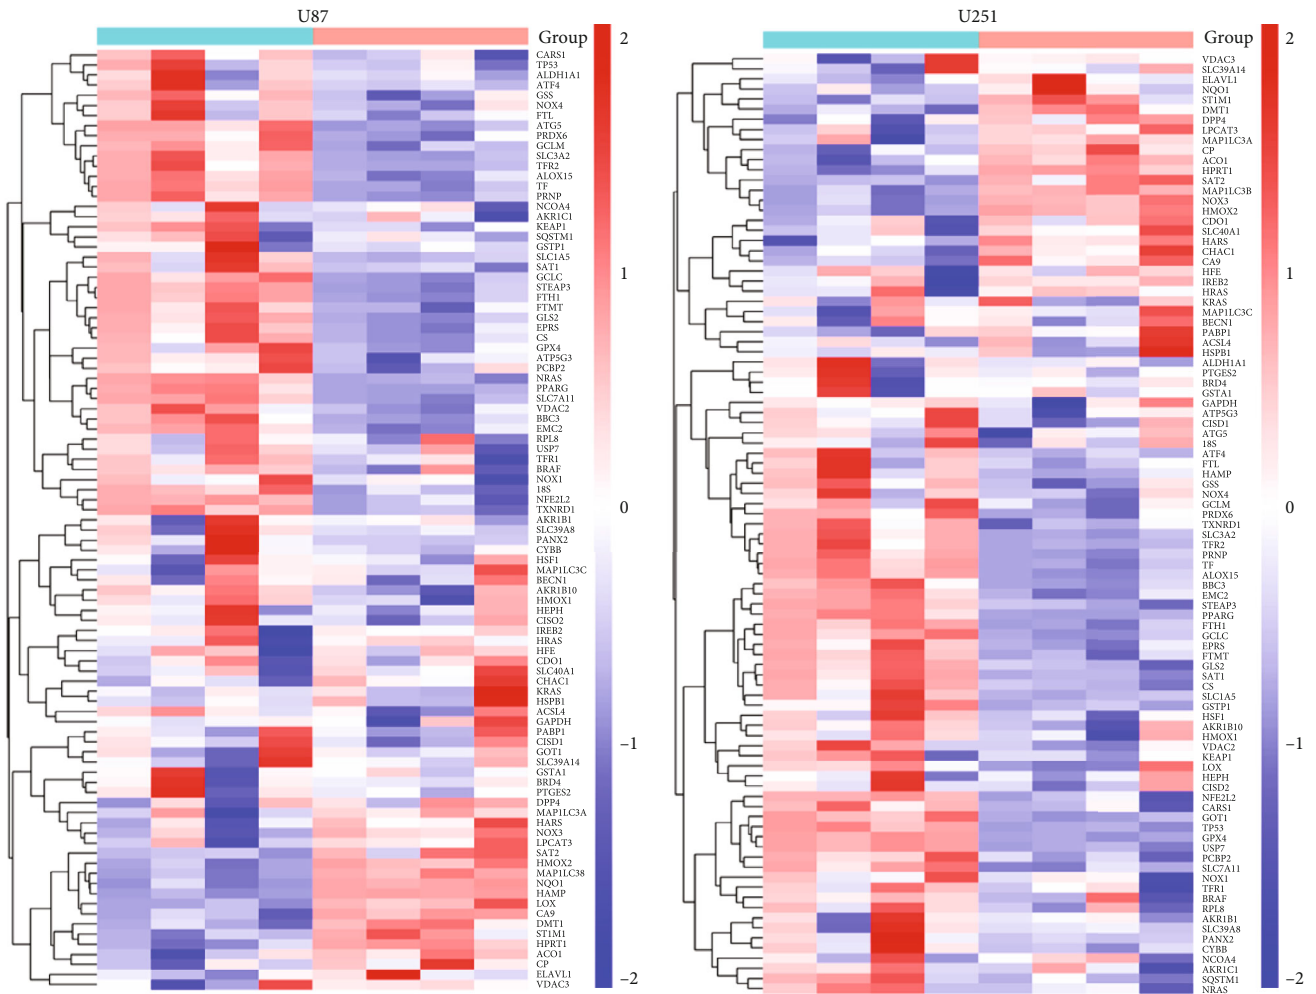 U87
Group
2
1
0
−1
−2
CARS1
TP53
ALDH1A1
ATF4
GSS
NOX4
FTL
ATG5
PRDX6
GCLM
SLC3A2
TFR2
ALOX15
TF
PRNP
NCOA4
AKR1C1
KEAP1
SQSTM1
GSTP1
SLC1A5
SAT1
GCLC
STEAP3
FTH1
FTMT
GLS2
EPRS
CS
GPX4
ATP5G3
PCBP2
NRAS
PPARG
SLC7A11
VDAC2
BBC3
EMC2
RPL8
USP7
TFR1
BRAF
NOX1
18S
NFE2L2
TXNRD1
AKR1B1
SLC39A8
PANX2
CYBB
HSF1
MAP1LC3C
BECN1
AKR1B10
HMOX1
HEPH
CISO2
IREB2
HRAS
HFE
CDO1
SLC40A1
CHAC1
KRAS
HSPB1
ACSL4
GAPDH
PABP1
CISD1
GOT1
SLC39A14
GSTA1
BRD4
PTGES2
DPP4
MAP1LC3A
HARS
NOX3
LPCAT3
SAT2
HMOX2
MAP1LC38
NQO1
HAMP
LOX
CA9
DMT1
ST1M1
HPRT1
ACO1
CP
ELAVL1
VDAC3
U251
Group
2
1
0
−1
−2
VDAC3
SLC39A14
ELAVL1
NQO1
ST1M1
DMT1
DPP4
LPCAT3
MAP1LC3A
CP
ACO1
HPRT1
SAT2
MAP1LC3B
NOX3
HMOX2
CDO1
SLC40A1
HARS
CHAC1
CA9
HFE
IREB2
HRAS
KRAS
MAP1LC3C
BECN1
PABP1
ACSL4
HSPB1
ALDH1A1
PTGES2
BRD4
GSTA1
GAPDH
ATP5G3
CISD1
ATG5
18S
ATF4
FTL
HAMP
GSS
NOX4
GCLM
PRDX6
TXNRD1
SLC3A2
TFR2
PRNP
TF
ALOX15
BBC3
EMC2
STEAP3
PPARG
FTH1
GCLC
EPRS
FTMT
GLS2
SAT1
CS
SLC1A5
GSTP1
HSF1
AKR1B10
HMOX1
VDAC2
KEAP1
LOX
HEPH
CISD2
NFE2L2
CARS1
GOT1
TP53
GPX4
USP7
PCBP2
SLC7A11
NOX1
TFR1
BRAF
RPL8
AKR1B1
SLC39A8
PANX2
CYBB
NCOA4
AKR1C1
SQSTM1
NRAS